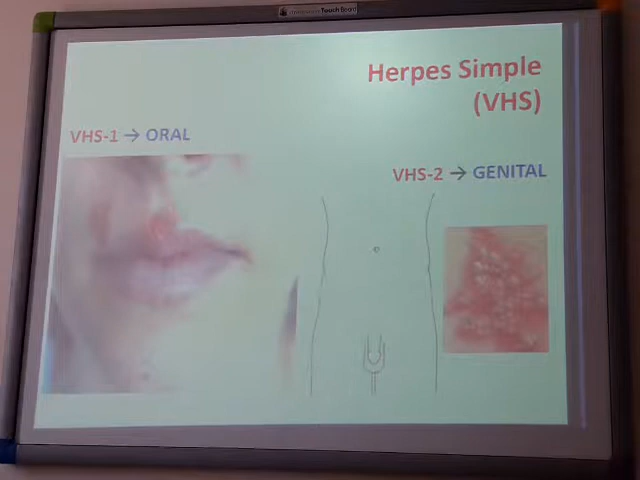 Herpes Simple
(VHS)
VHS-1 → ORAL
VHS-2 → GENITAL